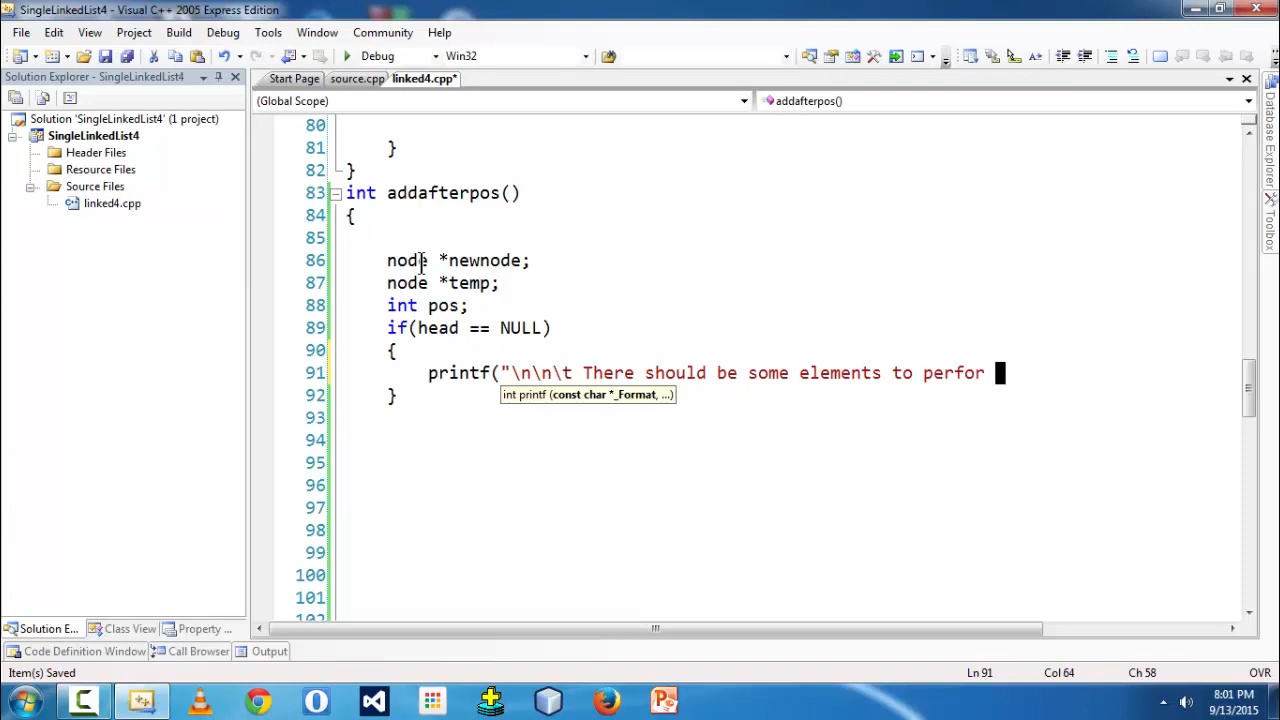 SingleLinkedList4 - Visual C++ 2005 Express Edition
File Edit View Project Build Debug Tools Window Community Help
Debug Win32
Solution Explorer - SingleLinkedList4
Start Page source.cpp linked4.cpp*
(Global Scope) addafterpos()
Solution 'SingleLinkedList4' (1 project)
SingleLinkedList4
Header Files
Resource Files
Source Files
linked4.cpp
80
81 }
82 }
83 int addafterpos()
84 {
85
86 node *newnode;
87 node *temp;
88 int pos;
89 if(head == NULL)
90 {
91 printf("\n\n\t There should be some elements to perfor
int printf (const char *_Format, ...)
92 }
93
94
95
96
97
98
99
100
101
102
Database Explorer
Toolbox
Solution E... Class View Property ...
Code Definition Window Call Browser Output
Item(s) Saved Ln 91 Col 64 Ch 58 OVR
8:01 PM
9/13/2015